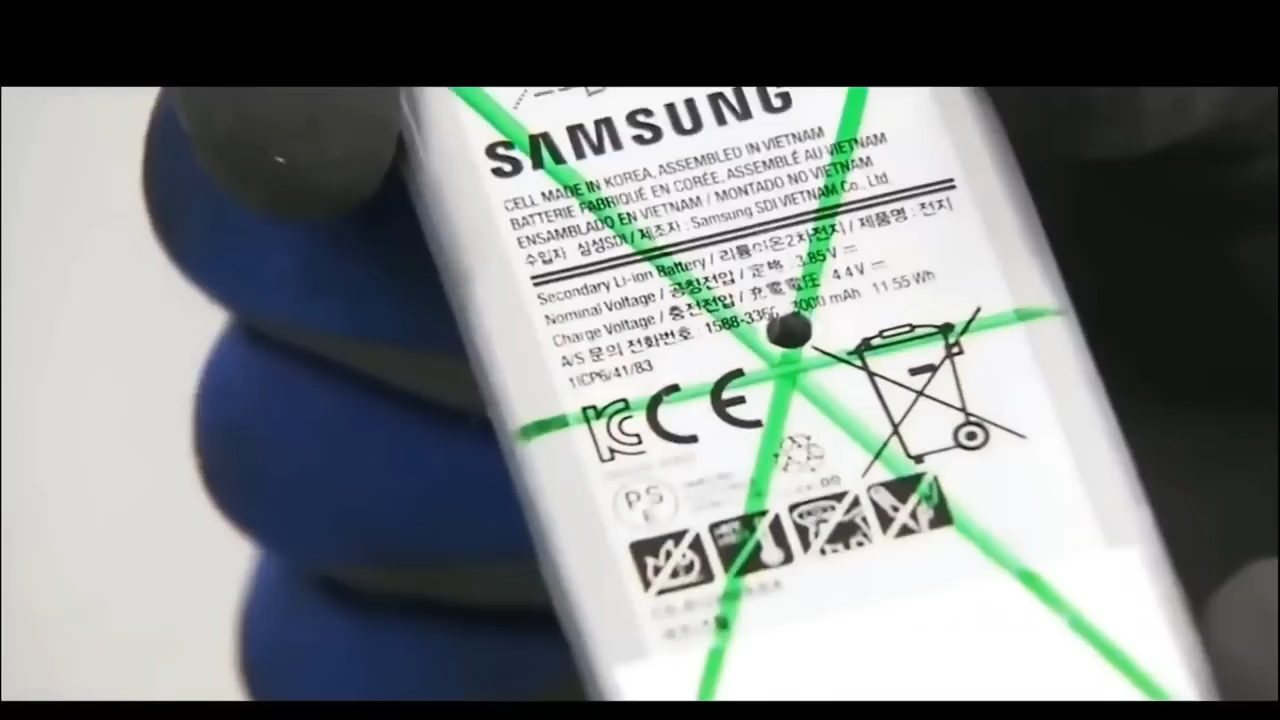 SAMSUNG
CELL MADE IN KOREA, ASSEMBLED IN VIETNAM
BATTERIE FABRIQUÉ EN CORÉE, ASSEMBLÉ AU VIETNAM
ENSAMBLADO EN VIETNAM / MONTADO NO VIETNAM
수입자 : 삼성SDI / 제조자 : Samsung SDI VIETNAM Co., Ltd
Secondary Li-ion Battery / 리튬이온2차전지 / 제품명 : 전지
Nominal Voltage / 공칭전압 / 定格 : 3.85 V
Charge Voltage / 충전전압 / 充電電圧 4.4 V
A/S 문의 전화번호 : 1588-3366 3000 mAh 11.55 Wh
1ICP6/41/83
KC CE
PS
E